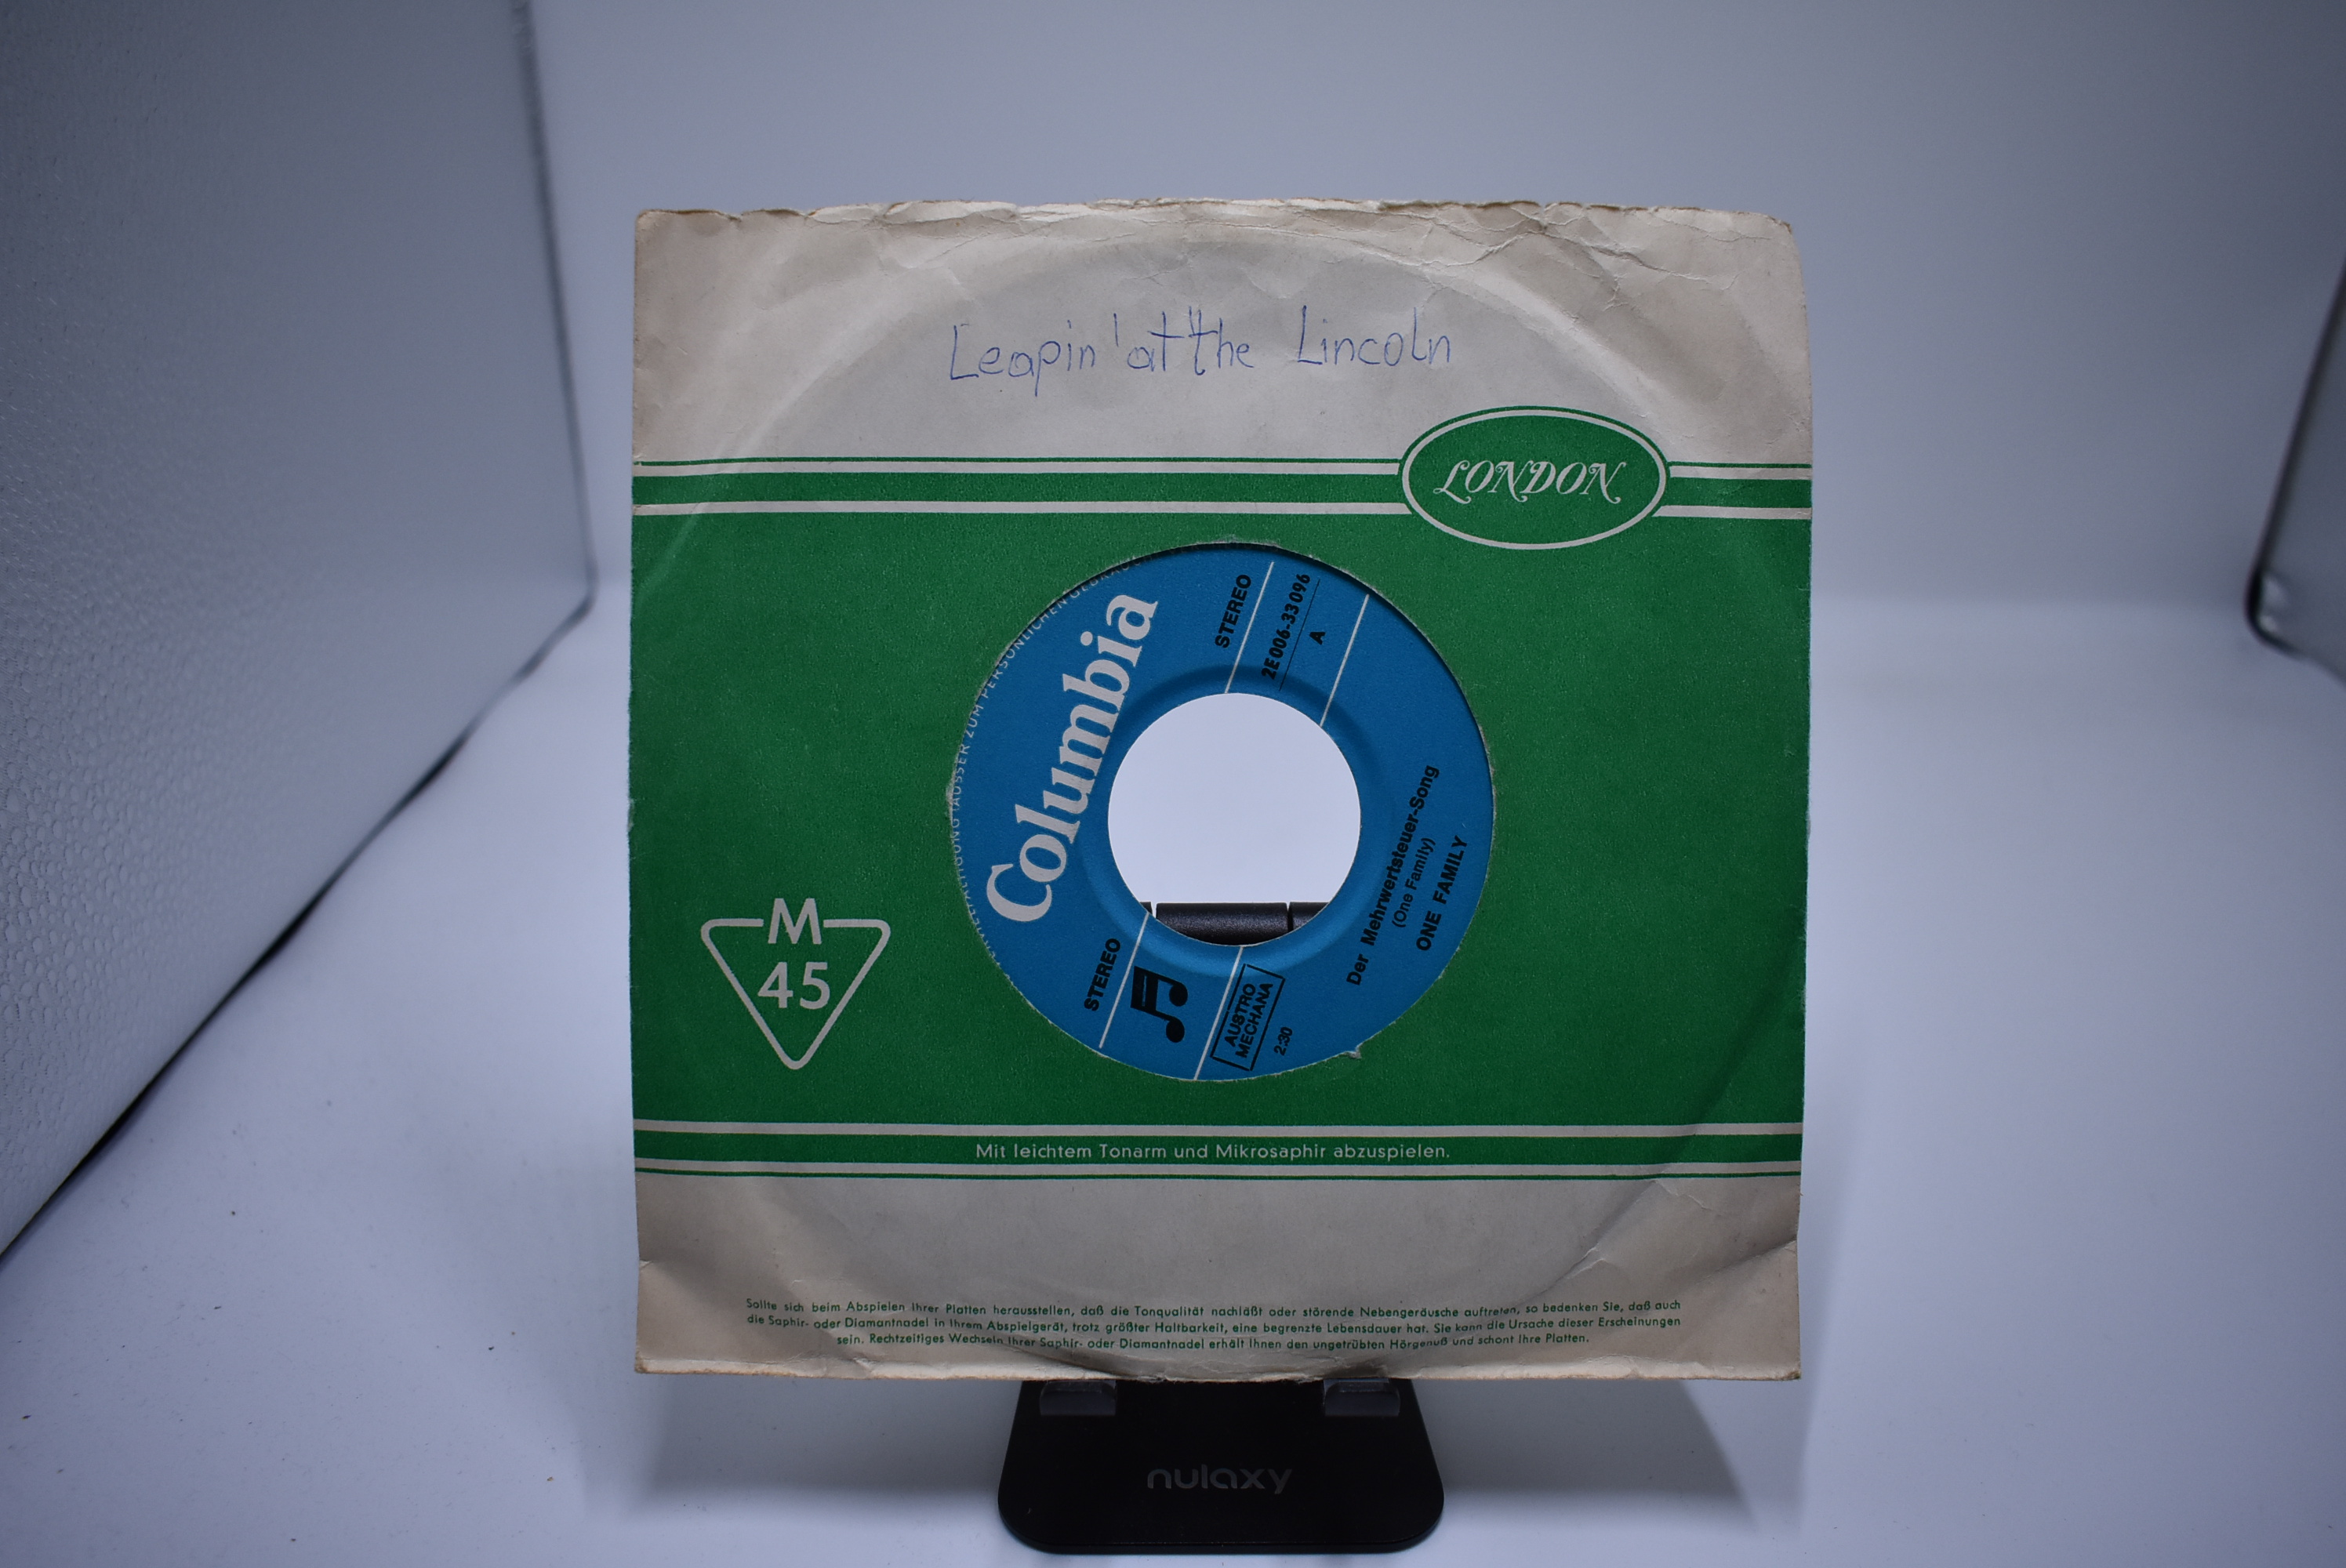 Leapin' at the Lincoln
LONDON
Columbia
STEREO
2E 006-33 096
A
STEREO
AUSTRO
MECHANA
2:30
Der Mehrwertsteuer-Song
(One Family)
ONE FAMILY
(AUSSER ZUM PERSÖNLICHEN
M
45
Mit leichtem Tonarm und Mikrosaphir abzuspielen.
Sollte sich beim Abspielen Ihrer Platten herausstellen, daß die Tonqualität nachläßt oder störende Nebengeräusche auftreten, so bedenken Sie, daß auch
die Saphir- oder Diamantnadel in Ihrem Abspielgerät, trotz größter Haltbarkeit, eine begrenzte Lebensdauer hat. Sie kann die Ursache dieser Erscheinungen
sein. Rechtzeitiges Wechseln Ihrer Saphir- oder Diamantnadel erhält Ihnen den ungetrübten Hörgenuß und schont Ihre Platten.
nulaxy